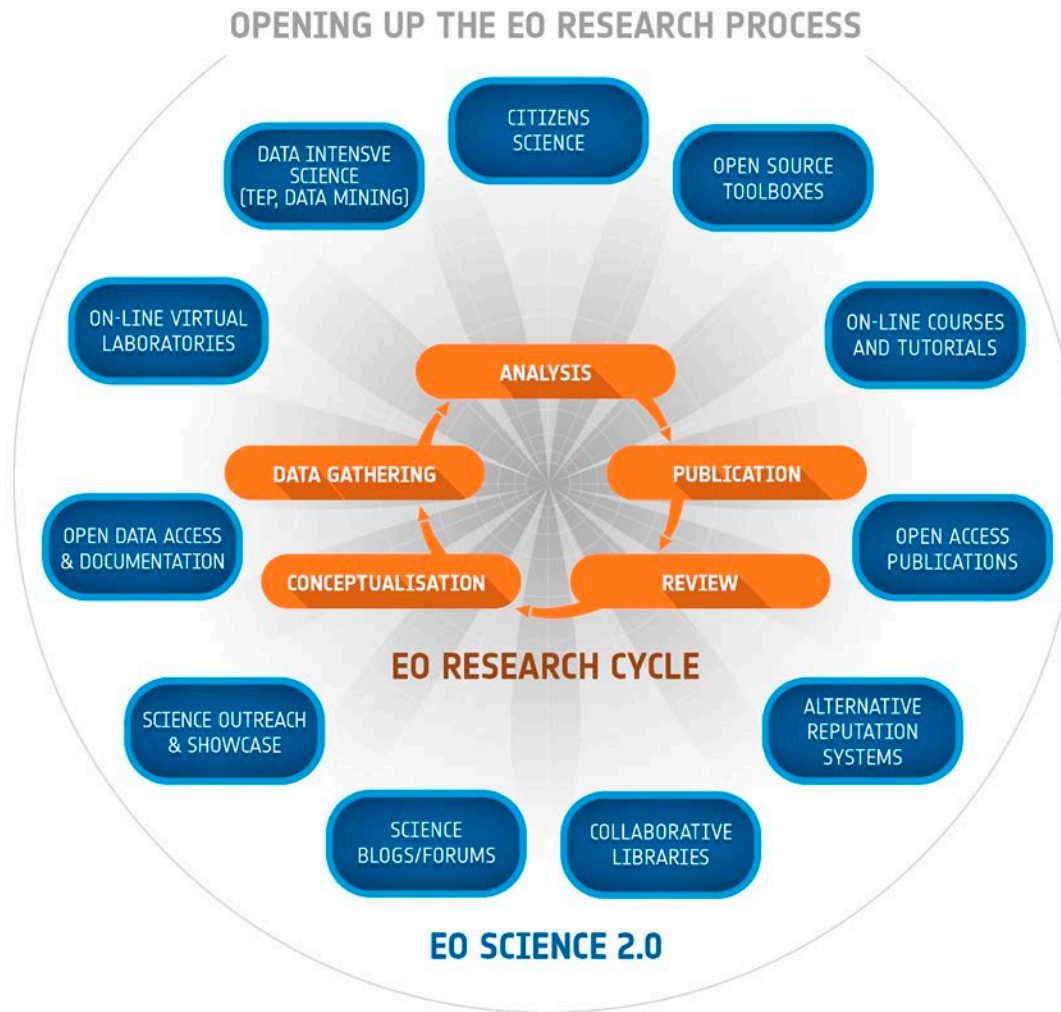 OPENING UP THE EO RESEARCH PROCESS
CITIZENS
SCIENCE
DATA INTENSVE
SCIENCE
(TEP, DATA MINING)
OPEN SOURCE
TOOLBOXES
ON-LINE VIRTUAL
LABORATORIES
ON-LINE COURSES
AND TUTORIALS
ANALYSIS
DATA GATHERING
PUBLICATION
OPEN DATA ACCESS
& DOCUMENTATION
OPEN ACCESS
PUBLICATIONS
CONCEPTUALISATION
REVIEW
EO RESEARCH CYCLE
SCIENCE OUTREACH
& SHOWCASE
ALTERNATIVE
REPUTATION
SYSTEMS
SCIENCE
BLOGS/FORUMS
COLLABORATIVE
LIBRARIES
EO SCIENCE 2.0